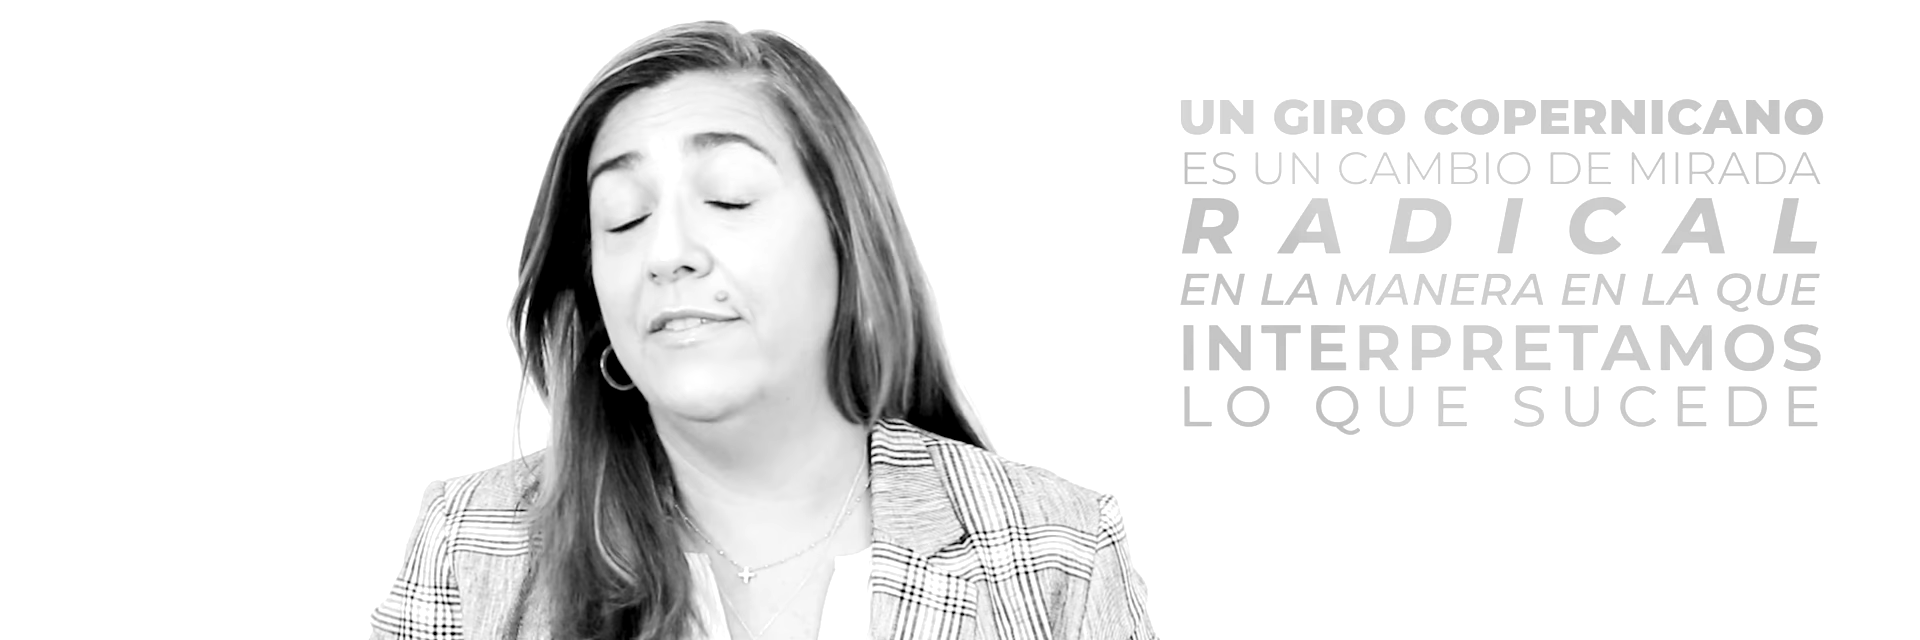 UN GIRO COPERNICANO
ES UN CAMBIO DE MIRADA
RADICAL
EN LA MANERA EN LA QUE
INTERPRETAMOS
LO QUE SUCEDE